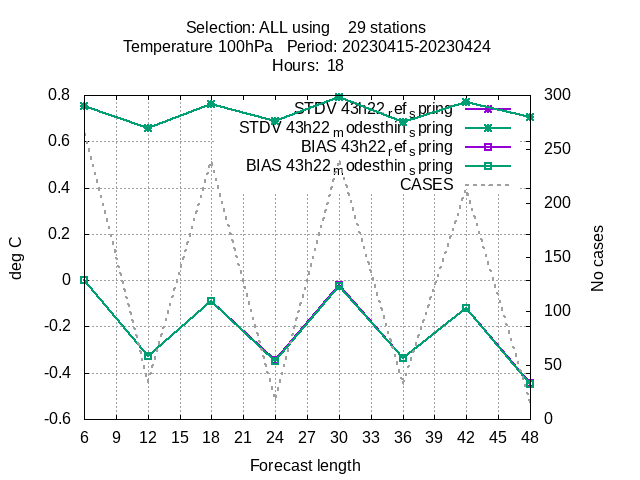 Selection: ALL using    29 stations
Temperature 100hPa   Period: 20230415-20230424
Hours: 18
0.8
0.6
0.4
0.2
0
-0.2
-0.4
-0.6
deg C
STDV 43h22_ref_spring
STDV 43h22_modesthin_spring
BIAS 43h22_ref_spring
BIAS 43h22_modesthin_spring
CASES
300
250
200
150
100
50
0
No cases
6 9 12 15 18 21 24 27 30 33 36 39 42 45 48
Forecast length